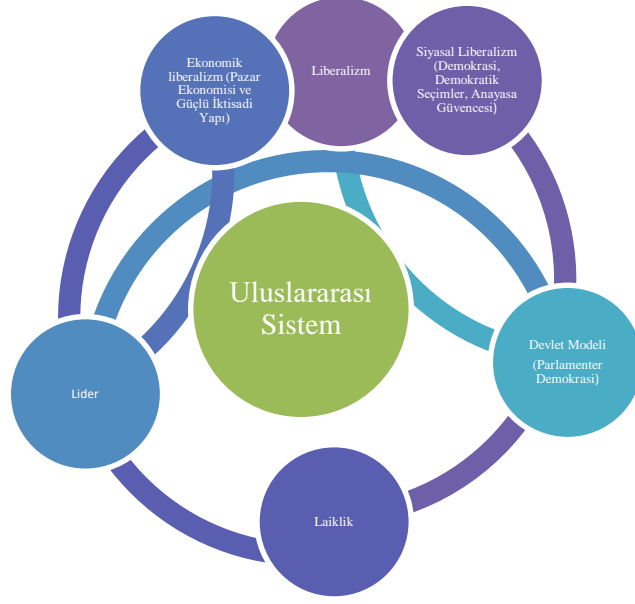 Ekonomik
liberalizm (Pazar
Ekonomisi ve
Güçlü İktisadi
Yapı)
Liberalizm
Siyasal Liberalizm
(Demokrasi,
Demokratik
Seçimler, Anayasa
Güvencesi)
Uluslararası
Sistem
Devlet Modeli
(Parlamenter
Demokrasi)
Lider
Laiklik